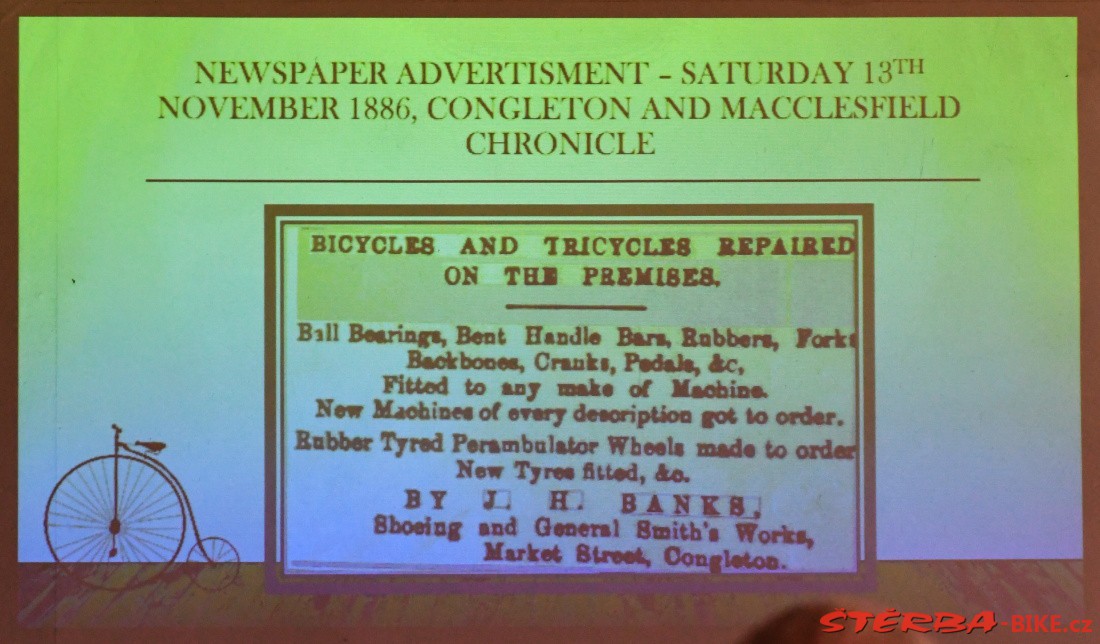 NEWSPAPER ADVERTISMENT – SATURDAY 13TH
NOVEMBER 1886, CONGLETON AND MACCLESFIELD
CHRONICLE
BICYCLES AND TRICYCLES REPAIRED
ON THE PREMISES.
Ball Bearings, Bent Handle Bars, Rubbers, Forks
Backbones, Cranks, Pedals, &c,
Fitted to any make of Machine.
New Machines of every description got to order.
Rubber Tyred Perambulator Wheels made to order
New Tyres fitted, &c.
BY J. H. BANKS,
Shoeing and General Smith's Works,
Market Street, Congleton.
ŠTĚRBA-BIKE.cz